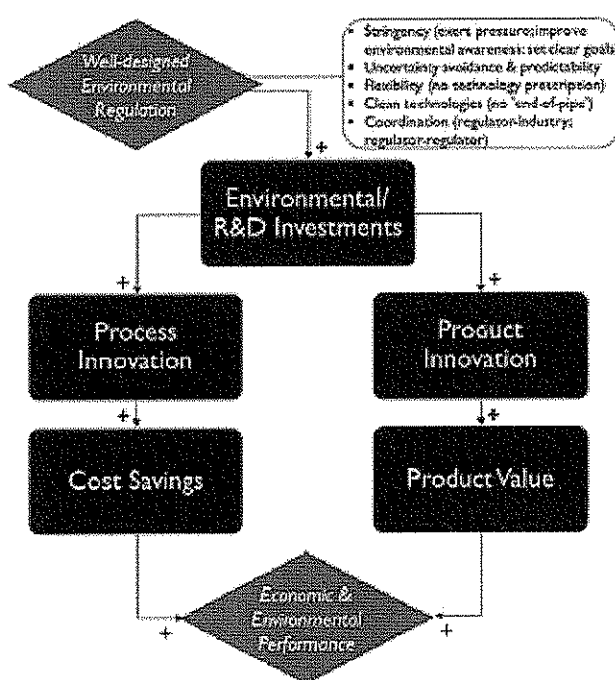 Well-designed
Environmental
Regulation
• Stringency (exert pressure; improve
environmental awareness; set clear goals)
• Uncertainty avoidance & predictability
• Flexibility (no technology prescription)
• Clean technologies (no "end-of-pipe")
• Coordination (regulator-industry;
regulator-regulator)
+
Environmental/
R&D Investments
+
+
Process
Innovation
Product
Innovation
+
+
Cost Savings
Product Value
Economic &
Environmental
Performance
+
+